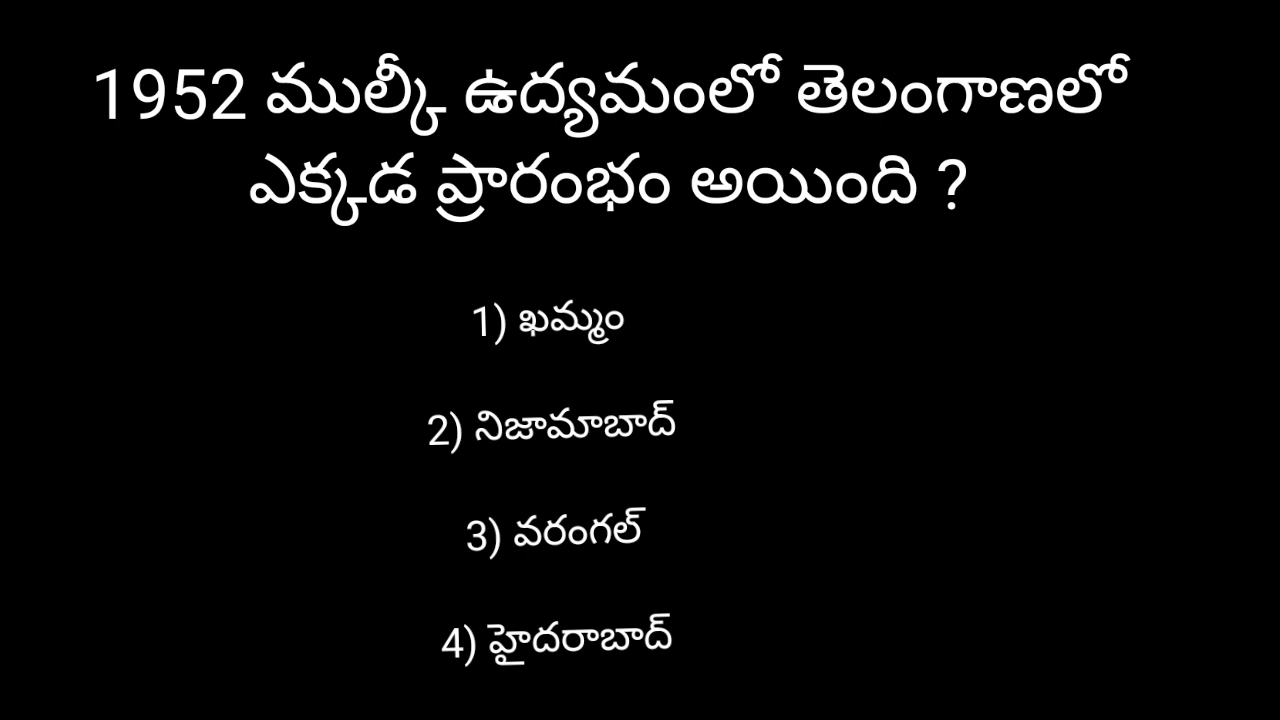 1952 ముల్కీ ఉద్యమంలో తెలంగాణలో
ఎక్కడ ప్రారంభం అయింది ?
1) ఖమ్మం
2) నిజామాబాద్
3) వరంగల్
4) హైదరాబాద్